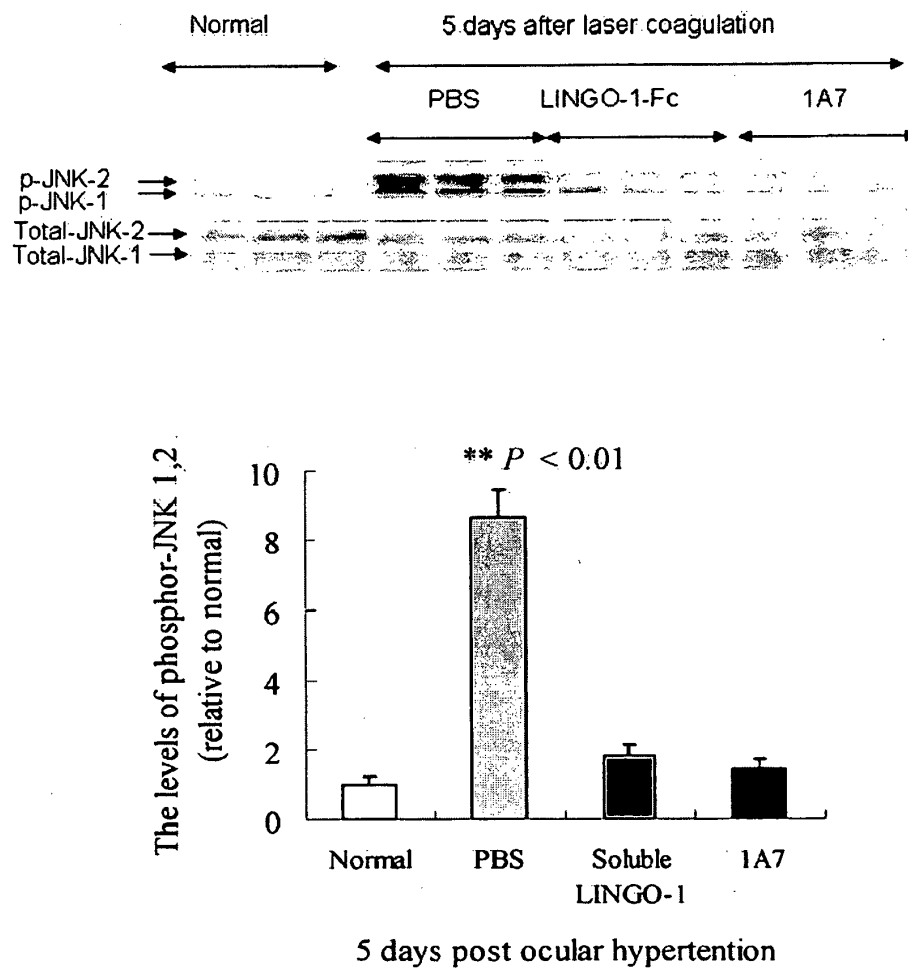 Normal
5 days after laser coagulation
PBS
LINGO-1-Fc
1A7
p-JNK-2
p-JNK-1
Total-JNK-2
Total-JNK-1
The levels of phosphor-JNK 1,2
(relative to normal)
** P < 0.01
10
8
6
4
2
0
Normal
PBS
Soluble
LINGO-1
1A7
5 days post ocular hypertention